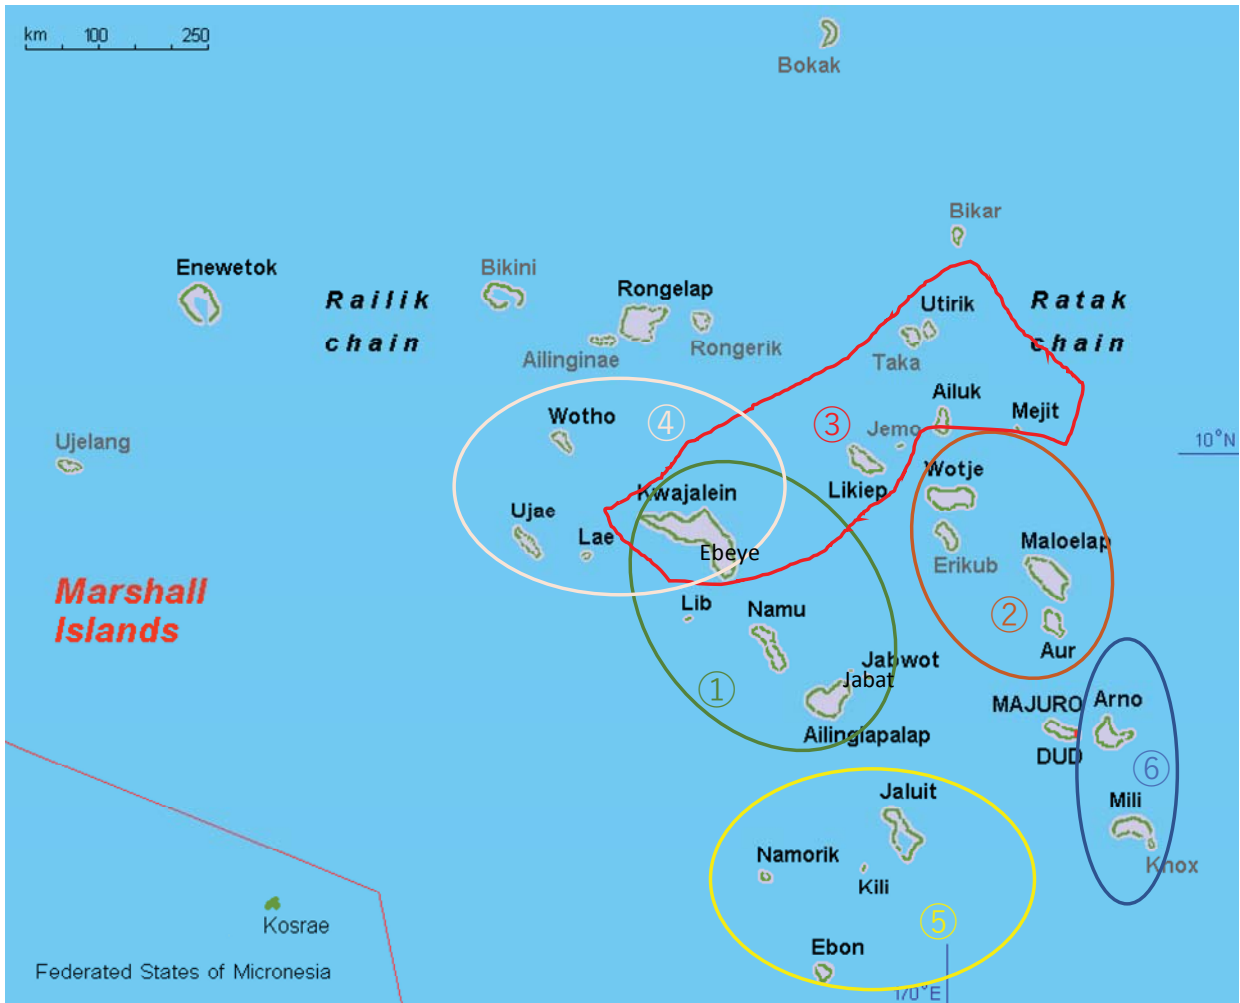 km 100 250
Bokak
Bikar
Enewetok
Railik
chain
Bikini
Rongelap
Ailinginae
Rongerik
Utirik
Taka
Ratak
chain
Ailuk
Mejit
Jemo
③
Likiep
Wotho
④
Ujelang
10°N
Kwajalein
Ujae
Lae
Ebeye
Wotje
Erikub
Maloelap
②
Aur
Marshall
Islands
Lib
Namu
Jabwot
Jabat
①
Ailinglapalap
MAJURO
DUD
Arno
⑥
Mili
Knox
Jaluit
Namorik
Kili
⑤
Ebon
170°E
Kosrae
Federated States of Micronesia